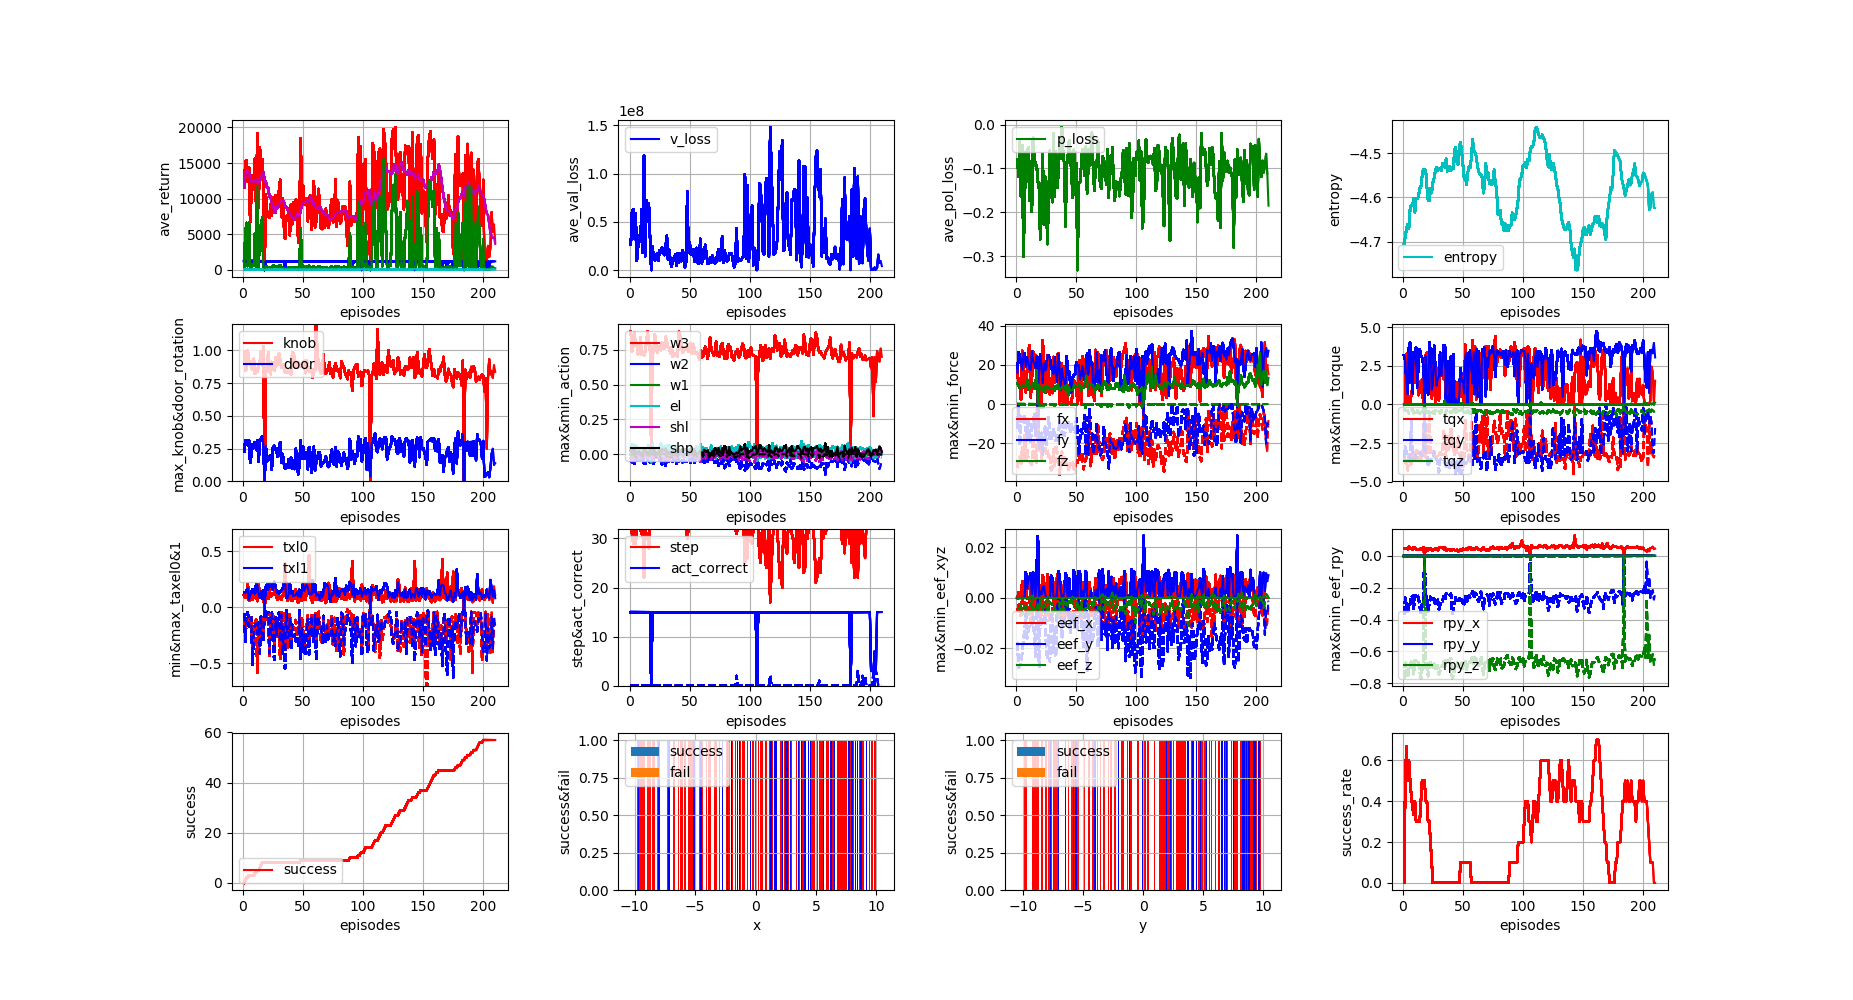 ave_return
20000
15000
10000
5000
0
0 50 100 150 200
episodes
1e8
ave_val_loss
1.5
1.0
0.5
0.0
v_loss
0 50 100 150 200
episodes
ave_pol_loss
0.0
−0.1
−0.2
−0.3
p_loss
0 50 100 150 200
episodes
entropy
−4.5
−4.6
−4.7
entropy
0 50 100 150 200
episodes
max_knob&door_rotation
1.00
0.75
0.50
0.25
0.00
knob
door
0 50 100 150 200
episodes
max&min_action
0.75
0.50
0.25
0.00
w3
w2
w1
el
shl
shp
0 50 100 150 200
episodes
max&min_force
40
20
0
−20
fx
fy
fz
0 50 100 150 200
episodes
max&min_torque
5.0
2.5
0.0
−2.5
−5.0
tqx
tqy
tqz
0 50 100 150 200
episodes
min&max_taxel0&1
0.5
0.0
−0.5
txl0
txl1
0 50 100 150 200
episodes
step&act_correct
30
20
10
0
step
act_correct
0 50 100 150 200
episodes
max&min_eef_xyz
0.02
0.00
−0.02
eef_x
eef_y
eef_z
0 50 100 150 200
episodes
max&min_eef_rpy
0.0
−0.2
−0.4
−0.6
−0.8
rpy_x
rpy_y
rpy_z
0 50 100 150 200
episodes
success
60
40
20
0
success
0 50 100 150 200
episodes
success&fail
1.00
0.75
0.50
0.25
0.00
success
fail
−10 −5 0 5 10
x
success&fail
1.00
0.75
0.50
0.25
0.00
success
fail
−10 −5 0 5 10
y
success_rate
0.6
0.4
0.2
0.0
0 50 100 150 200
episodes